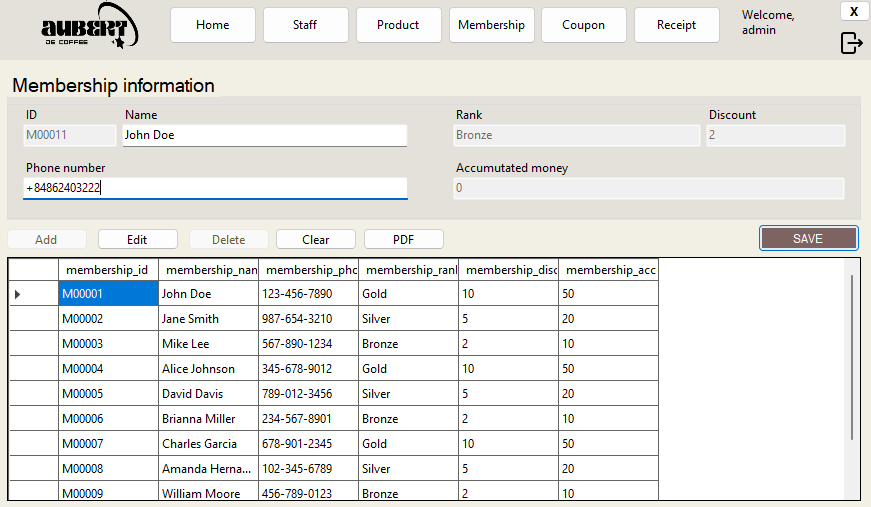 AUBERT
DE COFFEE
Home Staff Product Membership Coupon Receipt
Welcome,
admin
X
Membership information
ID Name Rank Discount
M00011 John Doe Bronze 2
Phone number Accumutated money
+84862403222 0
Add Edit Delete Clear PDF SAVE
membership_id membership_nan membership_phc membership_ranl membership_disc membership_acc
M00001 John Doe 123-456-7890 Gold 10 50
M00002 Jane Smith 987-654-3210 Silver 5 20
M00003 Mike Lee 567-890-1234 Bronze 2 10
M00004 Alice Johnson 345-678-9012 Gold 10 50
M00005 David Davis 789-012-3456 Silver 5 20
M00006 Brianna Miller 234-567-8901 Bronze 2 10
M00007 Charles Garcia 678-901-2345 Gold 10 50
M00008 Amanda Herna... 102-345-6789 Silver 5 20
M00009 William Moore 456-789-0123 Bronze 2 10